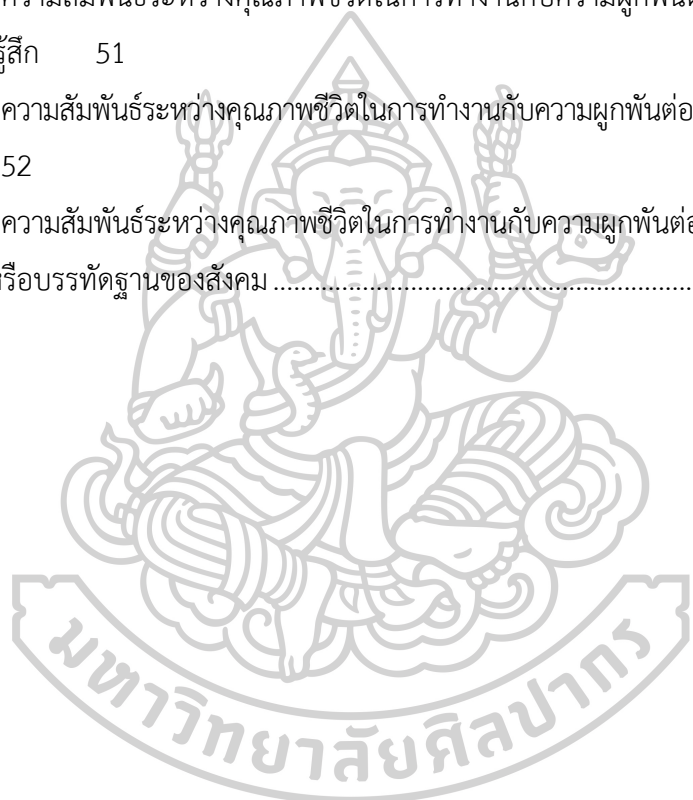 ความสัมพันธ์ระหว่างคุณภาพชีวิตในการทำงานกับความผูกพัน
รู้สึก 51
ความสัมพันธ์ระหว่างคุณภาพชีวิตในการทำงานกับความผูกพันต่อ
52
ความสัมพันธ์ระหว่างคุณภาพชีวิตในการทำงานกับความผูกพันต่อ
หรือบรรทัดฐานของสังคม ......................................................................
มหาวิทยาลัยศิลปากร